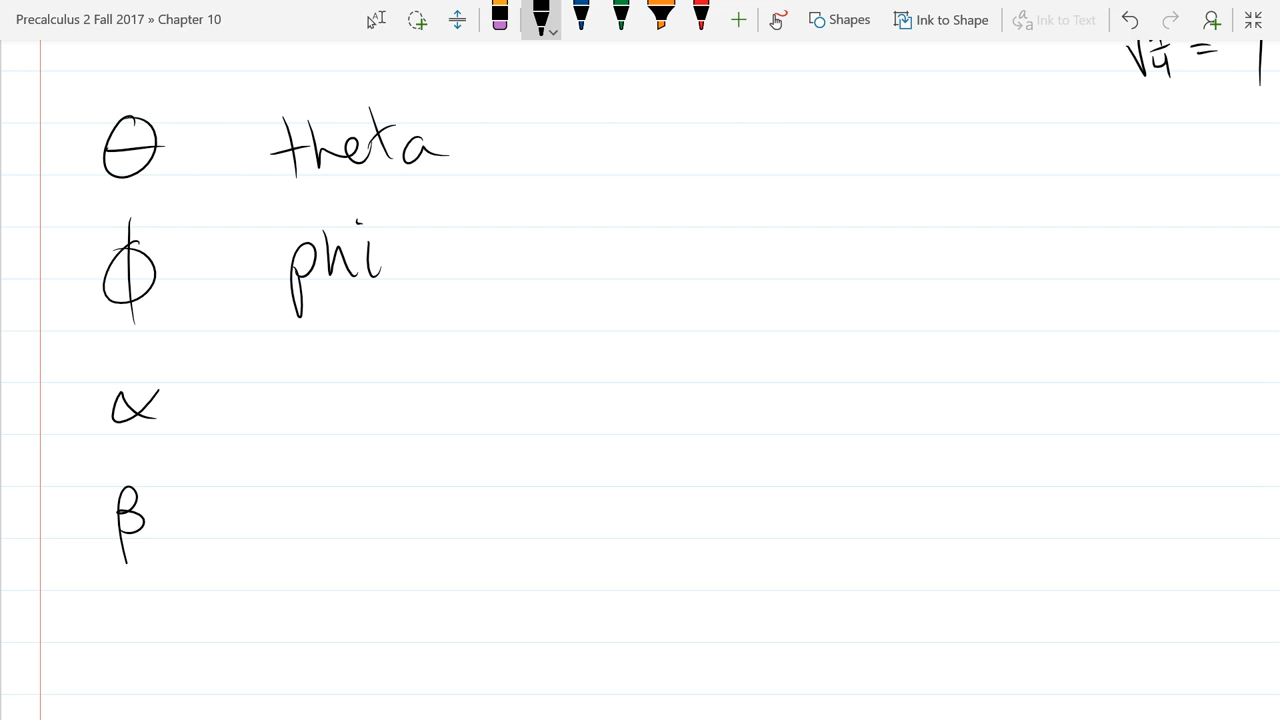 Precalculus 2 Fall 2017 » Chapter 10 Shapes Ink to Shape Ink to Text
θ theta
ϕ phi
α
β